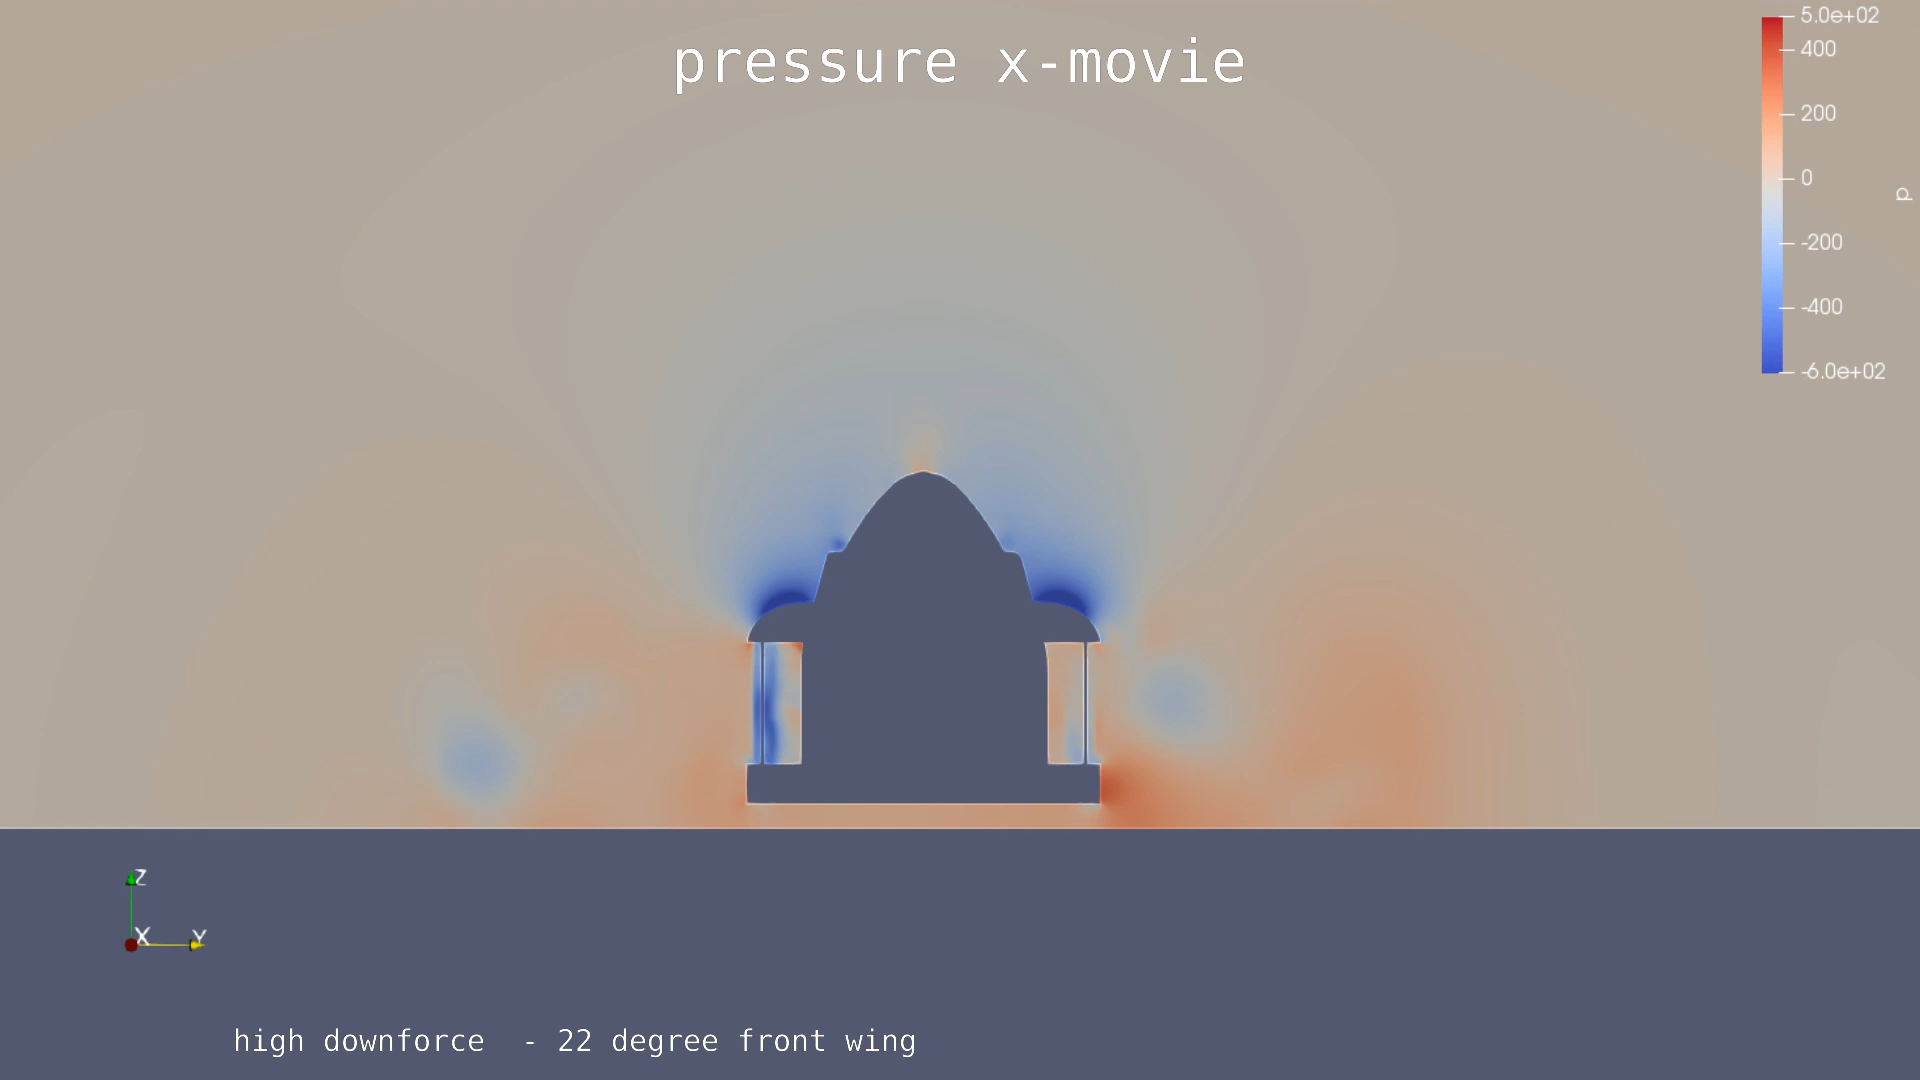 pressure x-movie
5.0e+02
400
200
0
-200
-400
-6.0e+02
p
Z
X
Y
high downforce  - 22 degree front wing